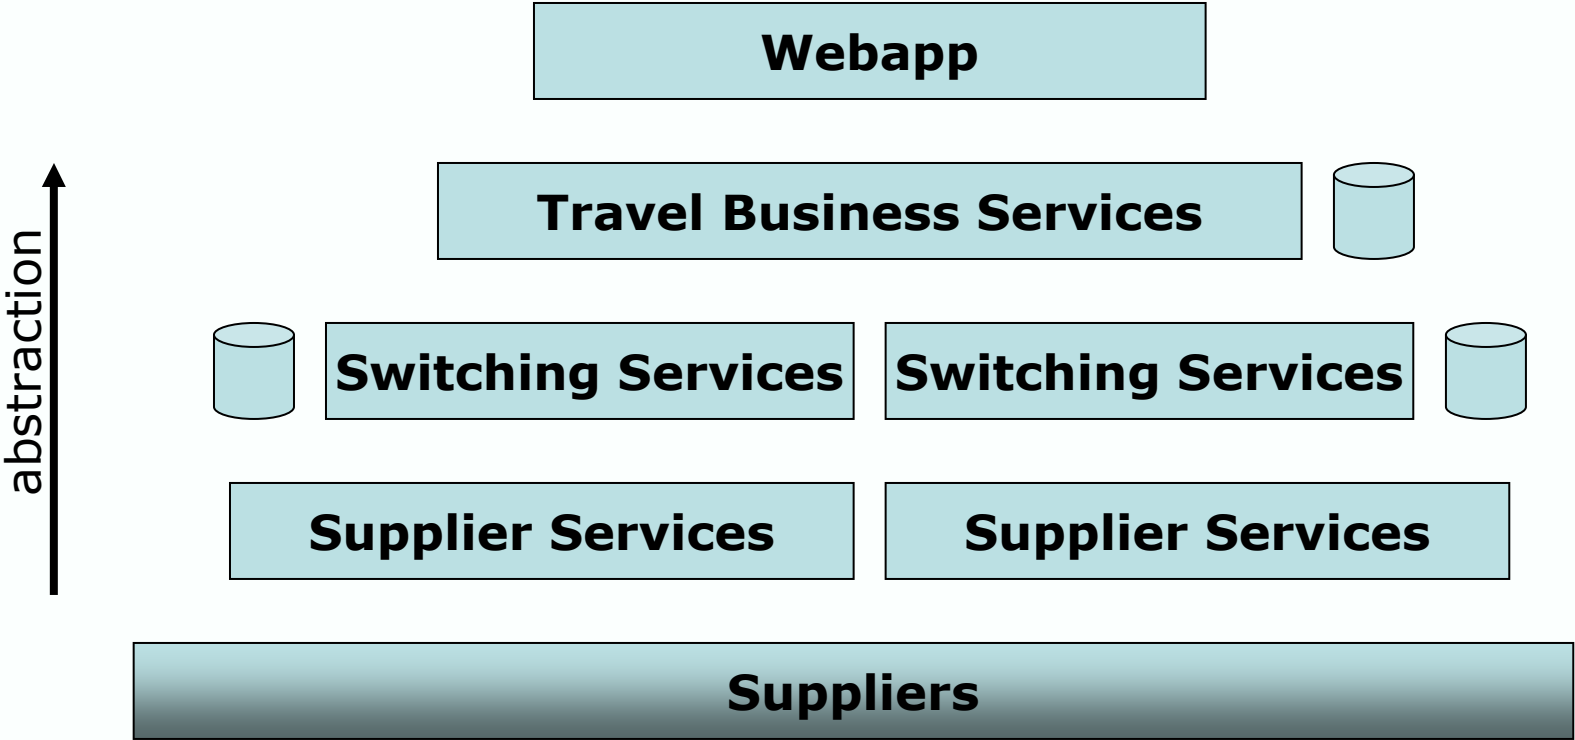 Webapp
Travel Business Services
abstraction
Switching Services
Switching Services
Supplier Services
Supplier Services
Suppliers